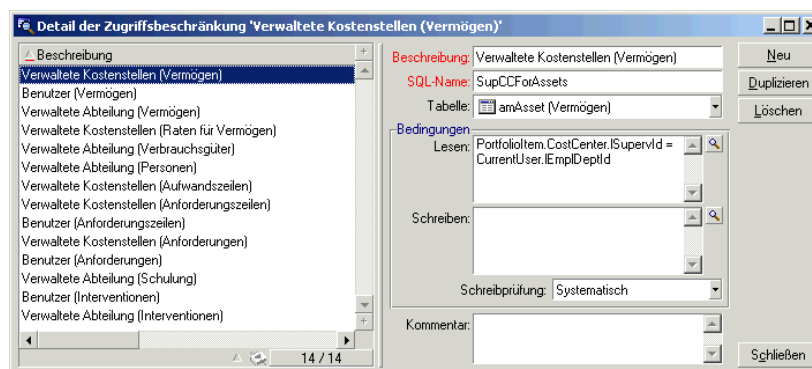 Detail der Zugriffsbeschränkung 'Verwaltete Kostenstellen (Vermögen)'
Beschreibung
Verwaltete Kostenstellen (Vermögen)
Benutzer (Vermögen)
Verwaltete Abteilung (Vermögen)
Verwaltete Kostenstellen (Raten für Vermögen)
Verwaltete Abteilung (Verbrauchsgüter)
Verwaltete Abteilung (Personen)
Verwaltete Kostenstellen (Aufwandszeilen)
Verwaltete Kostenstellen (Anforderungszeilen)
Benutzer (Anforderungszeilen)
Verwaltete Kostenstellen (Anforderungen)
Benutzer (Anforderungen)
Verwaltete Abteilung (Schulung)
Benutzer (Interventionen)
Verwaltete Abteilung (Interventionen)
14 / 14
Beschreibung: Verwaltete Kostenstellen (Vermögen)
SQL-Name: SupCCForAssets
Tabelle: amAsset (Vermögen)
Bedingungen
Lesen: PortfolioItem.CostCenter.lSupervId =
CurrentUser.lEmplDeptId
Schreiben:
Schreibprüfung: Systematisch
Kommentar:
Neu
Duplizieren
Löschen
Schließen